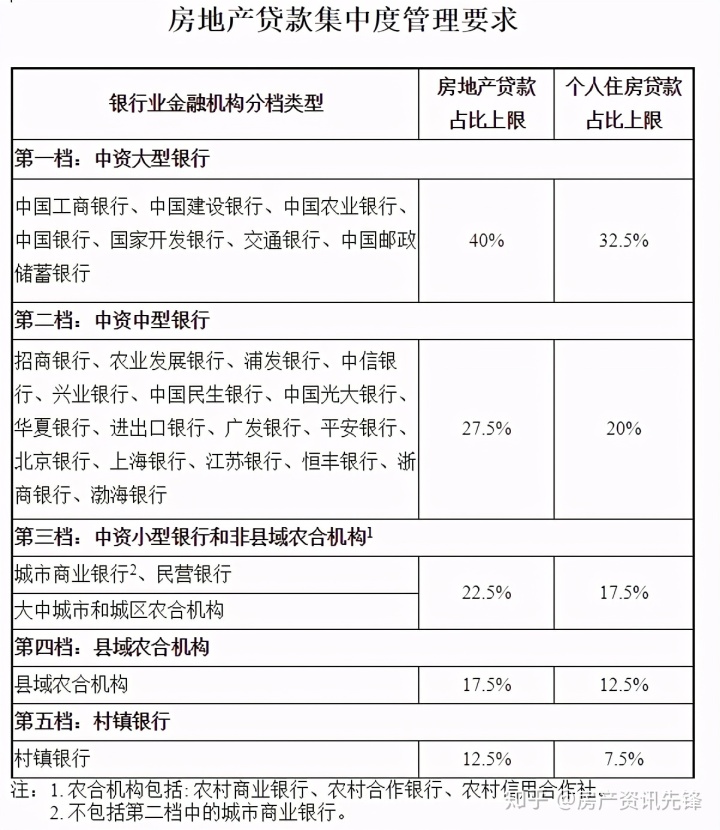 房地产贷款集中度管理要求
银行业金融机构分档类型
房地产贷款
占比上限
个人住房贷款
占比上限
第一档：中资大型银行
中国工商银行、中国建设银行、中国农业银行、
中国银行、国家开发银行、交通银行、中国邮政
储蓄银行
40%
32.5%
第二档：中资中型银行
招商银行、农业发展银行、浦发银行、中信银
行、兴业银行、中国民生银行、中国光大银行、
华夏银行、进出口银行、广发银行、平安银行、
北京银行、上海银行、江苏银行、恒丰银行、浙
商银行、渤海银行
27.5%
20%
第三档：中资小型银行和非县域农合机构1
城市商业银行2、民营银行
大中城市和城区农合机构
22.5%
17.5%
第四档：县域农合机构
县域农合机构
17.5%
12.5%
第五档：村镇银行
村镇银行
12.5%
7.5%
注：1. 农合机构包括：农村商业银行、农村合作银行、农村信用合作社。
2. 不包括第二档中的城市商业银行。
知乎 @房产资讯先锋